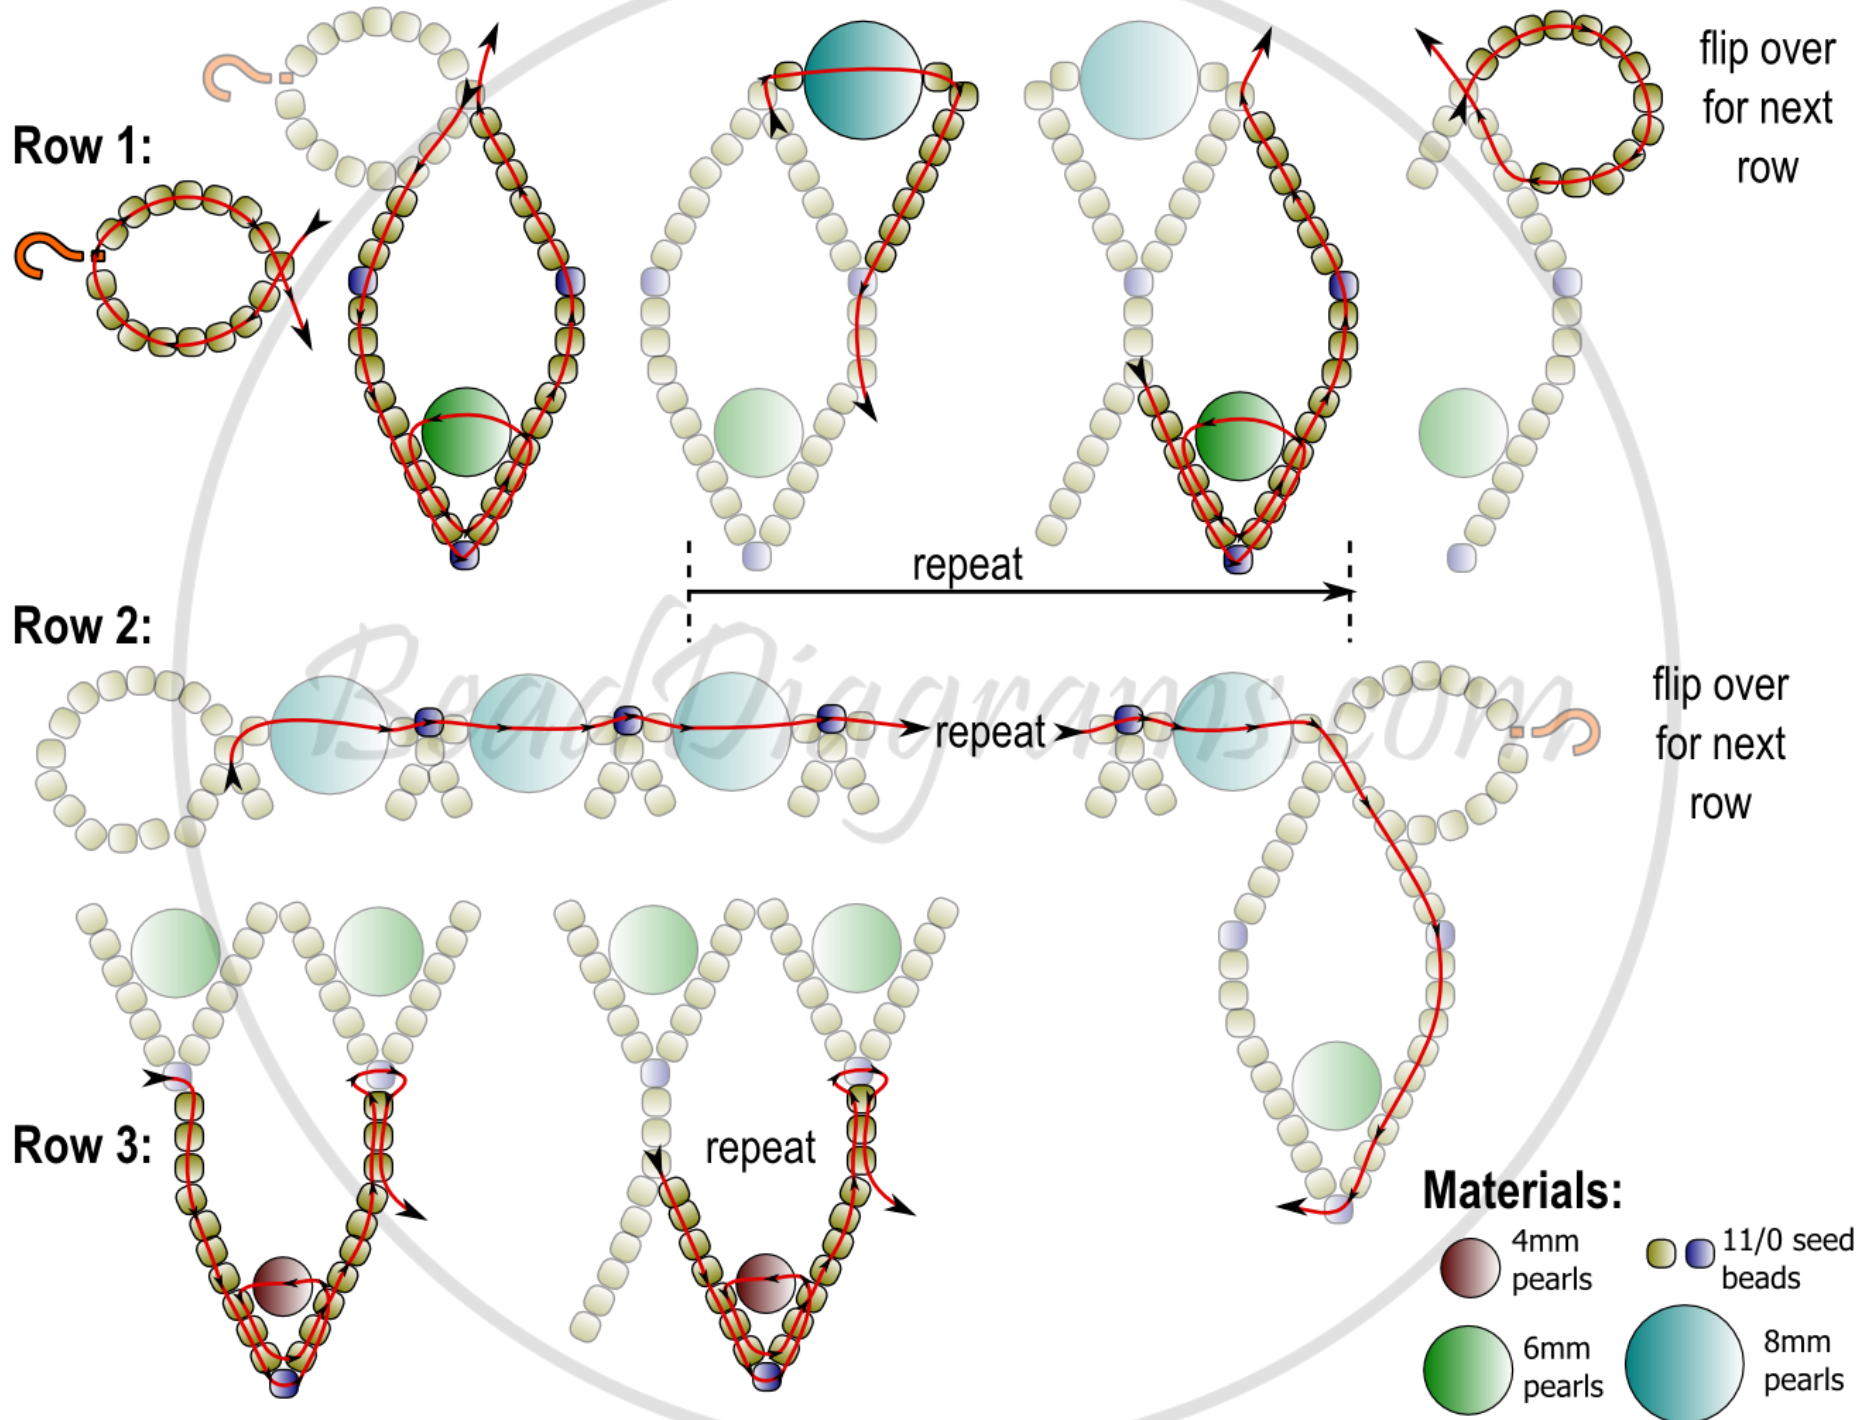 flip over
for next
row
Row 1:
repeat
Row 2:
BeadDiagrams.com
repeat
flip over
for next
row
Row 3:
repeat
Materials:
4mm
pearls
11/0 seed
beads
6mm
pearls
8mm
pearls